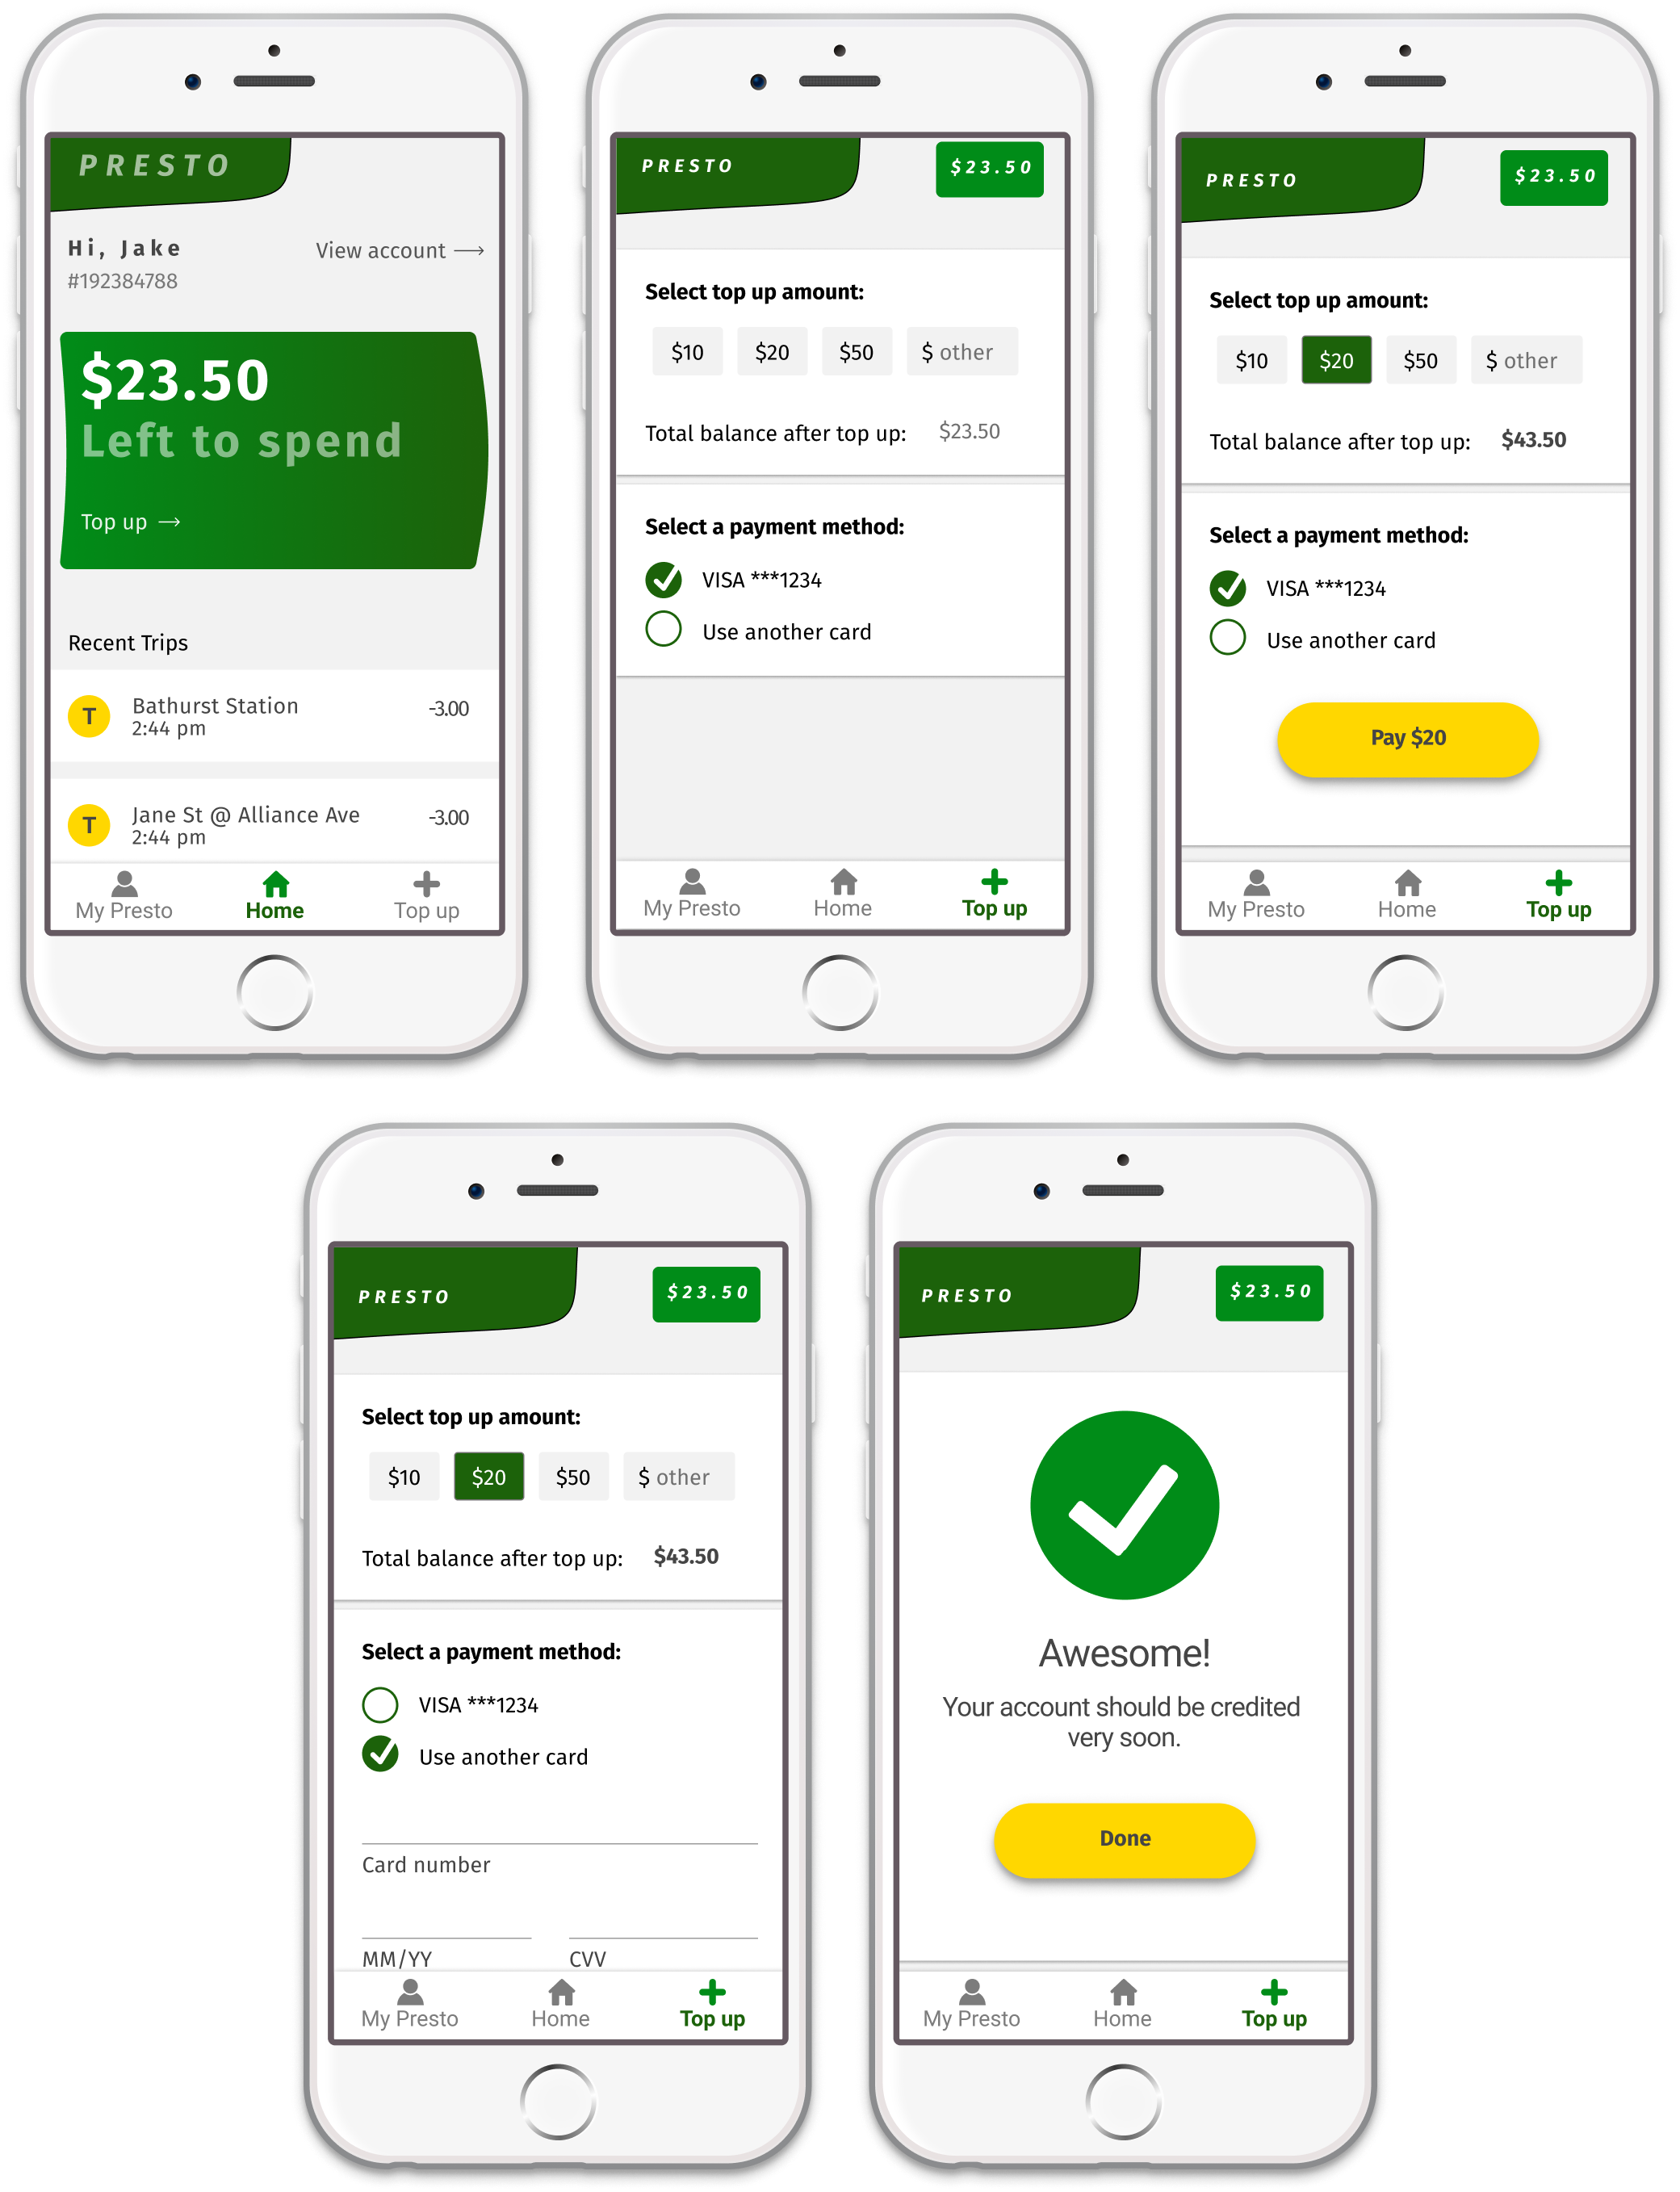 PRESTO
Hi, Jake
View account →
#192384788
$23.50
Left to spend
Top up →
Recent Trips
T
Bathurst Station
-3.00
2:44 pm
T
Jane St @ Alliance Ave
-3.00
2:44 pm
My Presto
Home
Top up
PRESTO
$23.50
Select top up amount:
$10
$20
$50
$ other
Total balance after top up:
$23.50
Select a payment method:
VISA ***1234
Use another card
My Presto
Home
Top up
PRESTO
$23.50
Select top up amount:
$10
$20
$50
$ other
Total balance after top up:
$43.50
Select a payment method:
VISA ***1234
Use another card
Pay $20
My Presto
Home
Top up
PRESTO
$23.50
Select top up amount:
$10
$20
$50
$ other
Total balance after top up:
$43.50
Select a payment method:
VISA ***1234
Use another card
Card number
MM/YY
CVV
My Presto
Home
Top up
PRESTO
$23.50
Awesome!
Your account should be credited
very soon.
Done
My Presto
Home
Top up